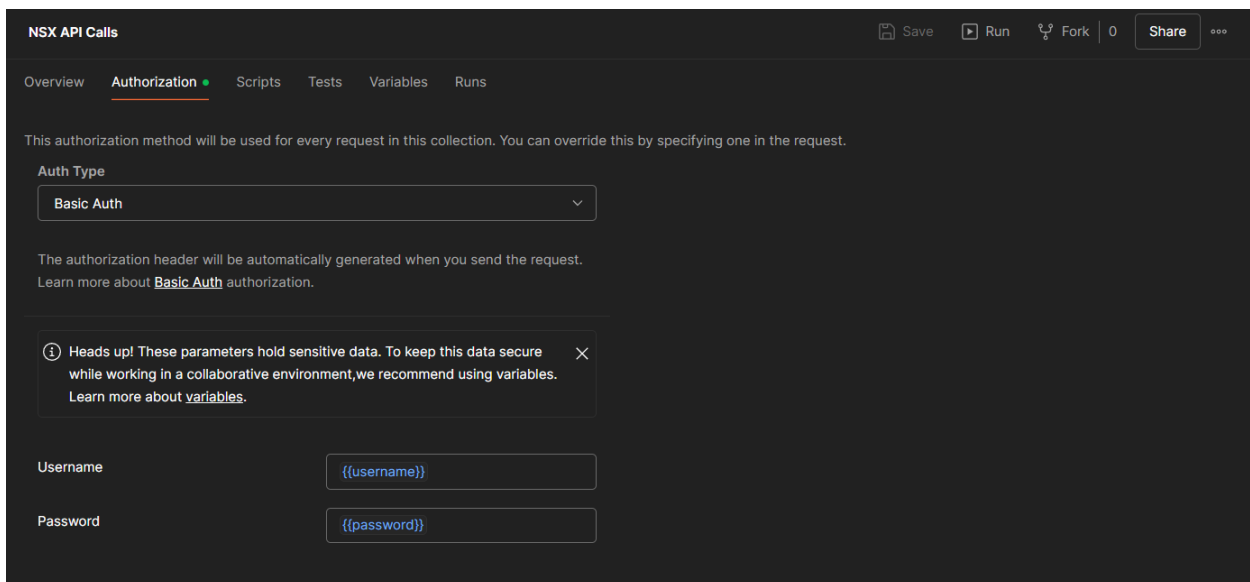 NSX API Calls
Save
Run
Fork
0
Share
Overview
Authorization
Scripts
Tests
Variables
Runs
This authorization method will be used for every request in this collection. You can override this by specifying one in the request.
Auth Type
Basic Auth
The authorization header will be automatically generated when you send the request.
Learn more about Basic Auth authorization.
Heads up! These parameters hold sensitive data. To keep this data secure
while working in a collaborative environment,we recommend using variables.
Learn more about variables.
Username
{{username}}
Password
{{password}}